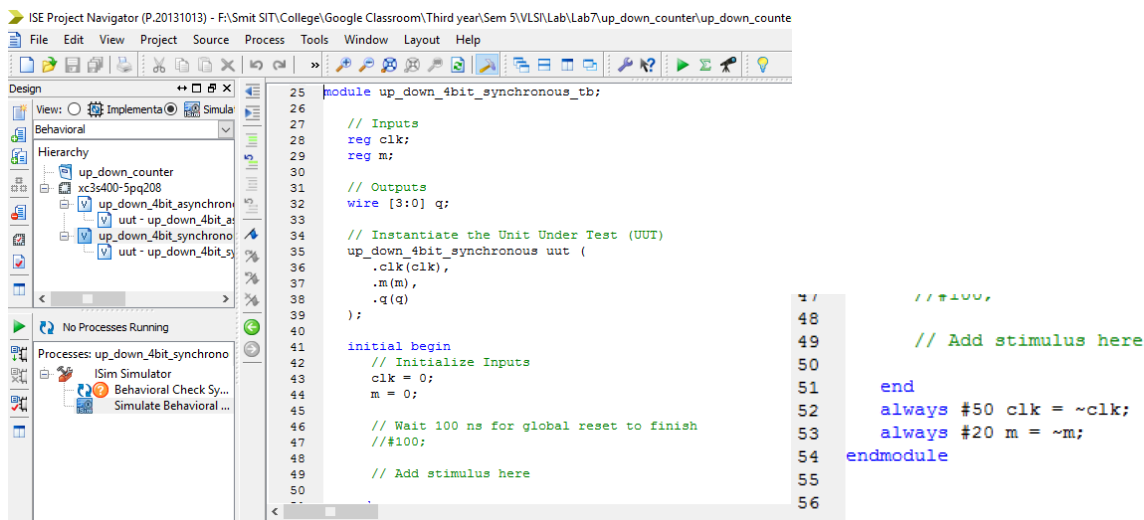 ISE Project Navigator (P.20131013) - F:\Smit SIT\College\Google Classroom\Third year\Sem 5\VLSI\Lab\Lab7\up_down_counter\up_down_counte
File Edit View Project Source Process Tools Window Layout Help
Design
View: Implementa Simula
Behavioral
Hierarchy
up_down_counter
xc3s400-5pq208
up_down_4bit_asynchron
uut - up_down_4bit_a
up_down_4bit_synchrono
uut - up_down_4bit_sy
No Processes Running
Processes: up_down_4bit_synchrono
ISim Simulator
Behavioral Check Sy...
Simulate Behavioral ...
25 module up_down_4bit_synchronous_tb;
26
27 // Inputs
28 reg clk;
29 reg m;
30
31 // Outputs
32 wire [3:0] q;
33
34 // Instantiate the Unit Under Test (UUT)
35 up_down_4bit_synchronous uut (
36 .clk(clk),
37 .m(m),
38 .q(q)
39 );
40
41 initial begin
42 // Initialize Inputs
43 clk = 0;
44 m = 0;
45
46 // Wait 100 ns for global reset to finish
47 //#100;
48
49 // Add stimulus here
50
47 //#100;
48
49 // Add stimulus here
50
51 end
52 always #50 clk = ~clk;
53 always #20 m = ~m;
54 endmodule
55
56